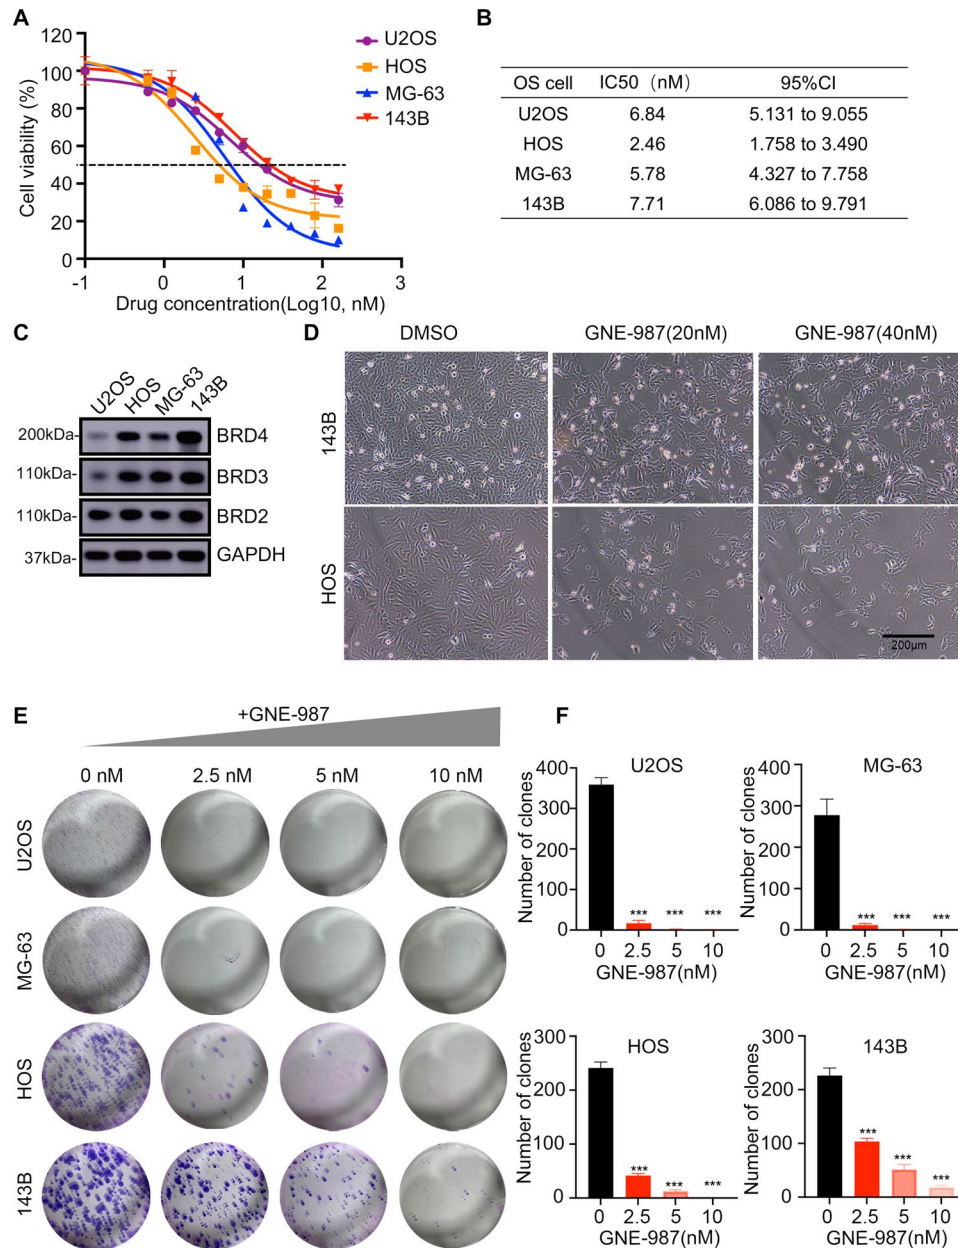 A
120
100
80
60
40
20
0
-1
0
1
2
3
Cell viability (%)
Drug concentration(Log10, nM)
U2OS
HOS
MG-63
143B
B
OS cell IC50 (nM) 95%CI
U2OS 6.84 5.131 to 9.055
HOS 2.46 1.758 to 3.490
MG-63 5.78 4.327 to 7.758
143B 7.71 6.086 to 9.791
C
U2OS HOS MG-63 143B
200kDa- BRD4
110kDa- BRD3
110kDa- BRD2
37kDa- GAPDH
D
DMSO GNE-987(20nM) GNE-987(40nM)
143B
HOS
200μm
E
+GNE-987
0 nM 2.5 nM 5 nM 10 nM
U2OS
MG-63
HOS
143B
F
U2OS
Number of clones
400
300
200
100
0
*** *** ***
0 2.5 5 10
GNE-987(nM)
MG-63
Number of clones
400
300
200
100
0
*** *** ***
0 2.5 5 10
GNE-987(nM)
HOS
Number of clones
300
200
100
0
*** *** ***
0 2.5 5 10
GNE-987(nM)
143B
Number of clones
300
200
100
0
*** *** ***
0 2.5 5 10
GNE-987(nM)